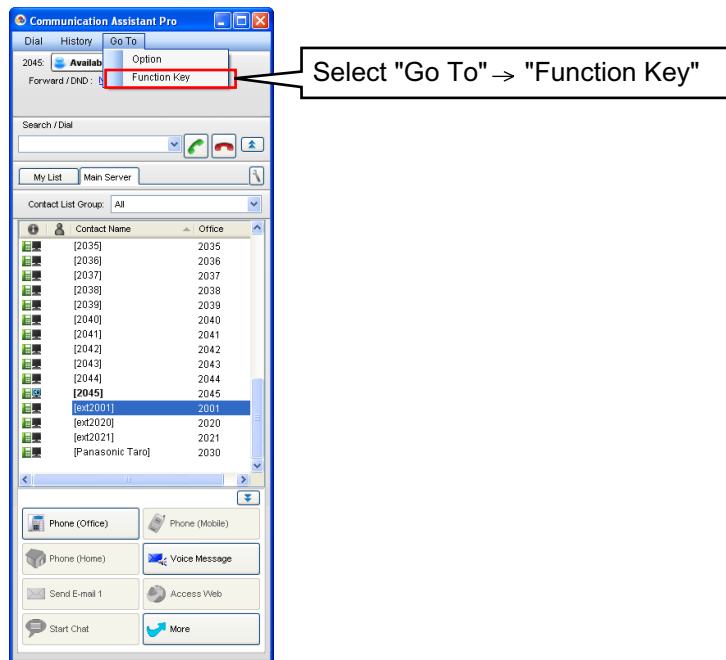 Communication Assistant Pro
Dial History Go To
2045: Availab Option
Forward / DND : Function Key
Select "Go To" → "Function Key"
Search / Dial
My List Main Server
Contact List Group: All
Contact Name Office
[2035] 2035
[2036] 2036
[2037] 2037
[2038] 2038
[2039] 2039
[2040] 2040
[2041] 2041
[2042] 2042
[2043] 2043
[2044] 2044
[2045] 2045
[ext2001] 2001
[ext2020] 2020
[ext2021] 2021
[Panasonic Taro] 2030
Phone (Office) Phone (Mobile)
Phone (Home) Voice Message
Send E-mail 1 Access Web
Start Chat More